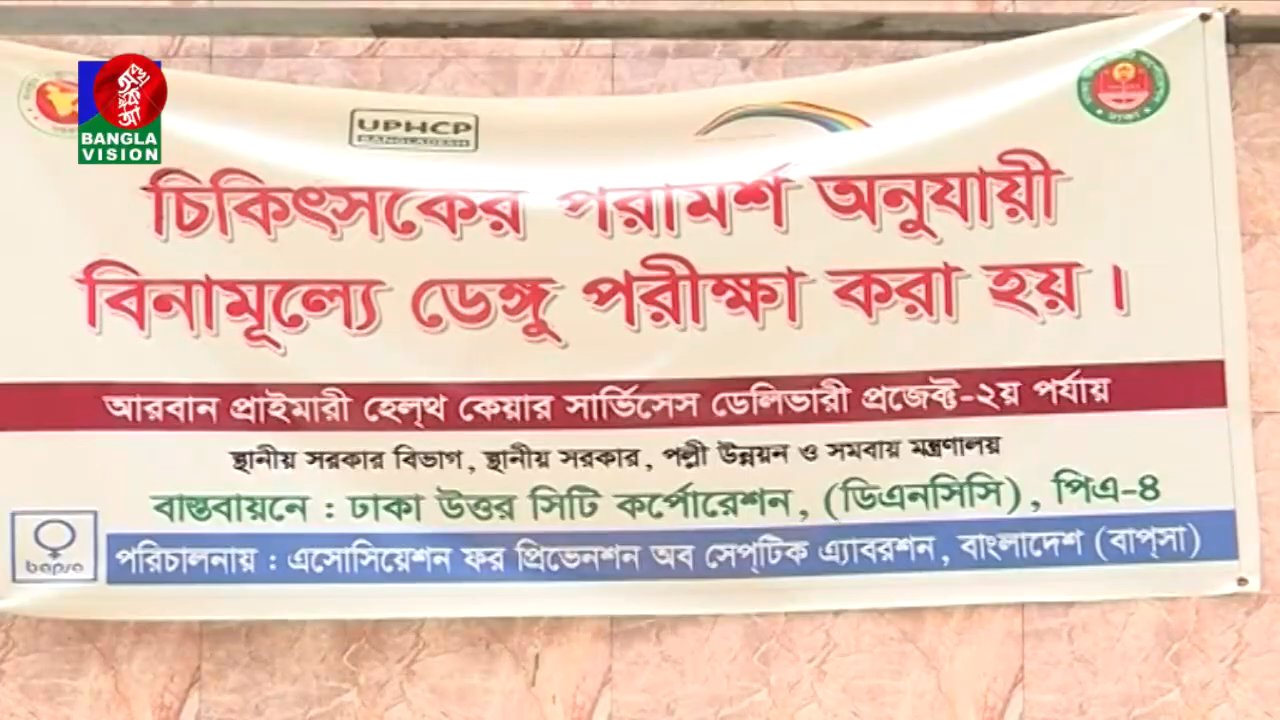 BANGLA
VISION
UPHCP
BANGLADESH
চিকিৎসকের পরামর্শ অনুযায়ী
বিনামূল্যে ডেঙ্গু পরীক্ষা করা হয়।
আরবান প্রাইমারী হেল্থ কেয়ার সার্ভিসেস ডেলিভারী প্রজেক্ট-২য় পর্যায়
স্থানীয় সরকার বিভাগ, স্থানীয় সরকার, পল্লী উন্নয়ন ও সমবায় মন্ত্রণালয়
বাস্তবায়নে : ঢাকা উত্তর সিটি কর্পোরেশন, (ডিএনসিসি), পিএ-৪
bapsa
পরিচালনায় : এসোসিয়েশন ফর প্রিভেনশন অব সেপ্টিক এ্যাবরশন, বাংলাদেশ (বাপ্সা)